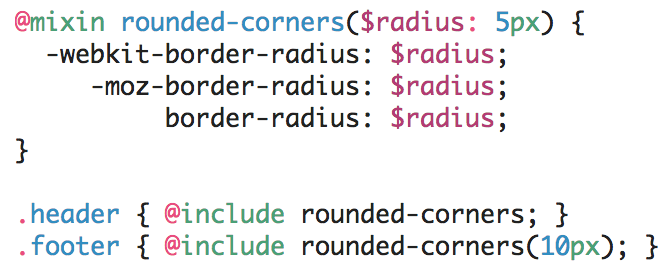 @mixin rounded-corners($radius: 5px) {
  -webkit-border-radius: $radius;
     -moz-border-radius: $radius;
          border-radius: $radius;
}

.header { @include rounded-corners; }
.footer { @include rounded-corners(10px); }